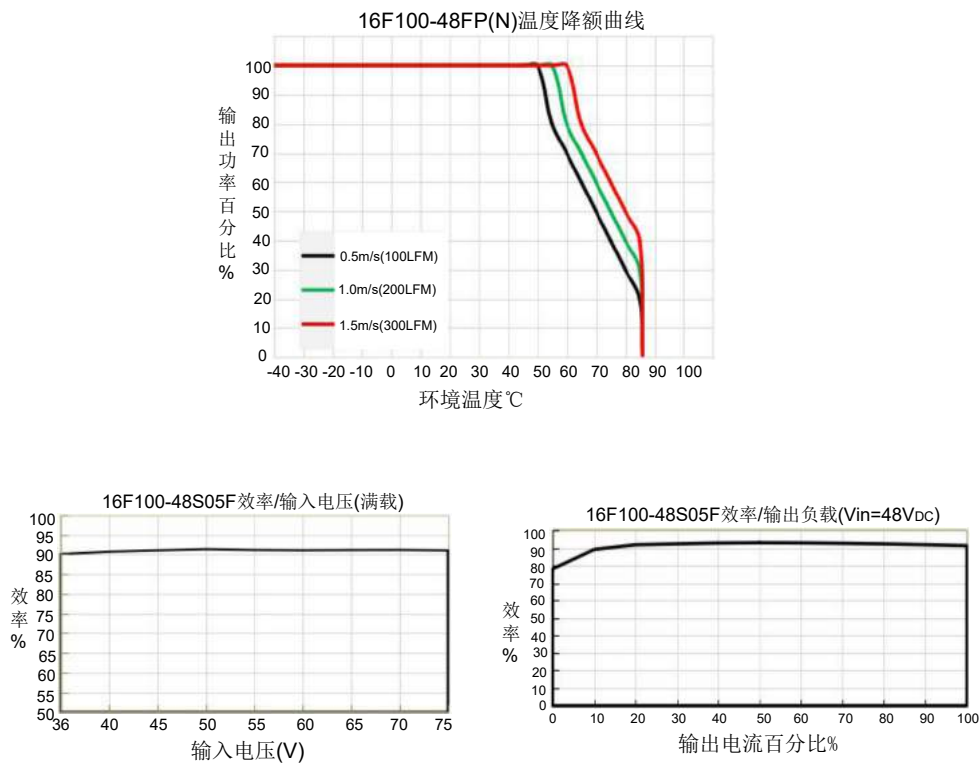 16F100-48FP(N)温度降额曲线
输出功率百分比%
100
90
80
70
60
50
40
30
20
10
0
0.5m/s(100LFM)
1.0m/s(200LFM)
1.5m/s(300LFM)
-40 -30 -20 -10 0 10 20 30 40 50 60 70 80 90 100
环境温度℃
16F100-48S05F效率/输入电压(满载)
效率%
100
95
90
85
80
75
70
65
60
55
50
36 40 45 50 55 60 65 70 75
输入电压(V)
16F100-48S05F效率/输出负载(Vin=48VDC)
效率%
100
90
80
70
60
50
40
30
20
10
0
0 10 20 30 40 50 60 70 80 90 100
输出电流百分比%